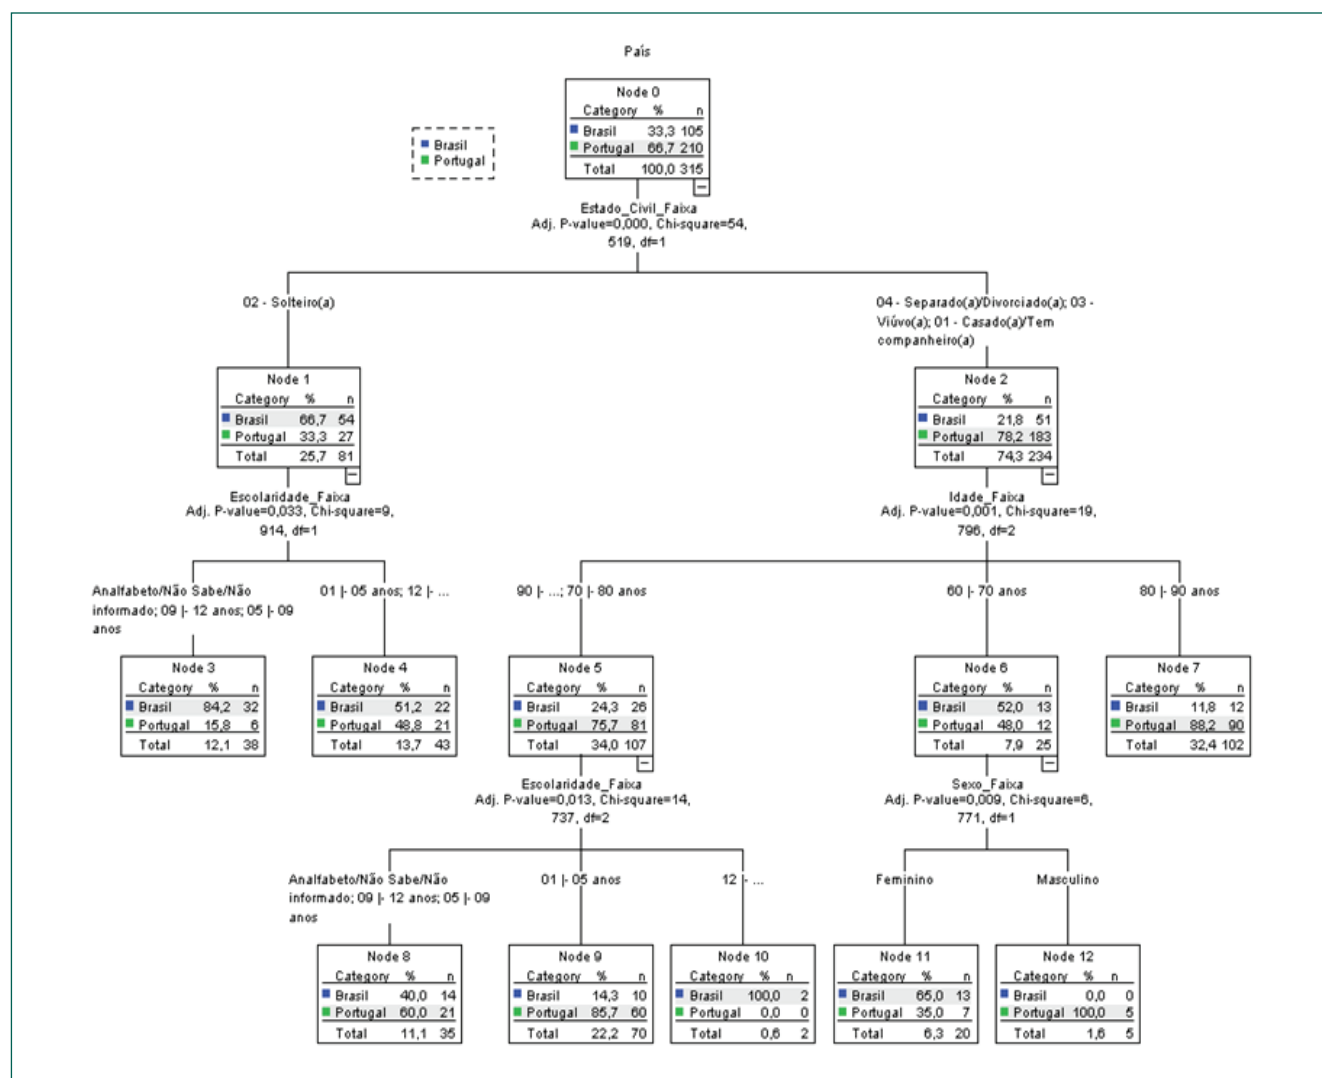 País
Node 0
Category % n
Brasil 33,3 105
Portugal 66,7 210
Total 100,0 315
Brasil
Portugal
Estado_Civil_Faixa
Adj. P-value=0,000, Chi-square=54,
519, df=1
02 - Solteiro(a)
04 - Separado(a)/Divorciado(a); 03 -
Viúvo(a); 01 - Casado(a)/Tem
companheiro(a)
Node 1
Category % n
Brasil 66,7 54
Portugal 33,3 27
Total 25,7 81
Node 2
Category % n
Brasil 21,8 51
Portugal 78,2 183
Total 74,3 234
Escolaridade_Faixa
Adj. P-value=0,033, Chi-square=9,
914, df=1
Idade_Faixa
Adj. P-value=0,001, Chi-square=19,
796, df=2
Analfabeto/Não Sabe/Não
informado; 09 |- 12 anos; 05 |- 09
anos
01 |- 05 anos; 12 |- ...
90 |- ...; 70 |- 80 anos
60 |- 70 anos
80 |- 90 anos
Node 3
Category % n
Brasil 84,2 32
Portugal 15,8 6
Total 12,1 38
Node 4
Category % n
Brasil 51,2 22
Portugal 48,8 21
Total 13,7 43
Node 5
Category % n
Brasil 24,3 26
Portugal 75,7 81
Total 34,0 107
Node 6
Category % n
Brasil 52,0 13
Portugal 48,0 12
Total 7,9 25
Node 7
Category % n
Brasil 11,8 12
Portugal 88,2 90
Total 32,4 102
Escolaridade_Faixa
Adj. P-value=0,013, Chi-square=14,
737, df=2
Sexo_Faixa
Adj. P-value=0,009, Chi-square=6,
771, df=1
Analfabeto/Não Sabe/Não
informado; 09 |- 12 anos; 05 |- 09
anos
01 |- 05 anos
12 |- ...
Feminino
Masculino
Node 8
Category % n
Brasil 40,0 14
Portugal 60,0 21
Total 11,1 35
Node 9
Category % n
Brasil 14,3 10
Portugal 85,7 60
Total 22,2 70
Node 10
Category % n
Brasil 100,0 2
Portugal 0,0 0
Total 0,6 2
Node 11
Category % n
Brasil 65,0 13
Portugal 35,0 7
Total 6,3 20
Node 12
Category % n
Brasil 0,0 0
Portugal 100,0 5
Total 1,6 5